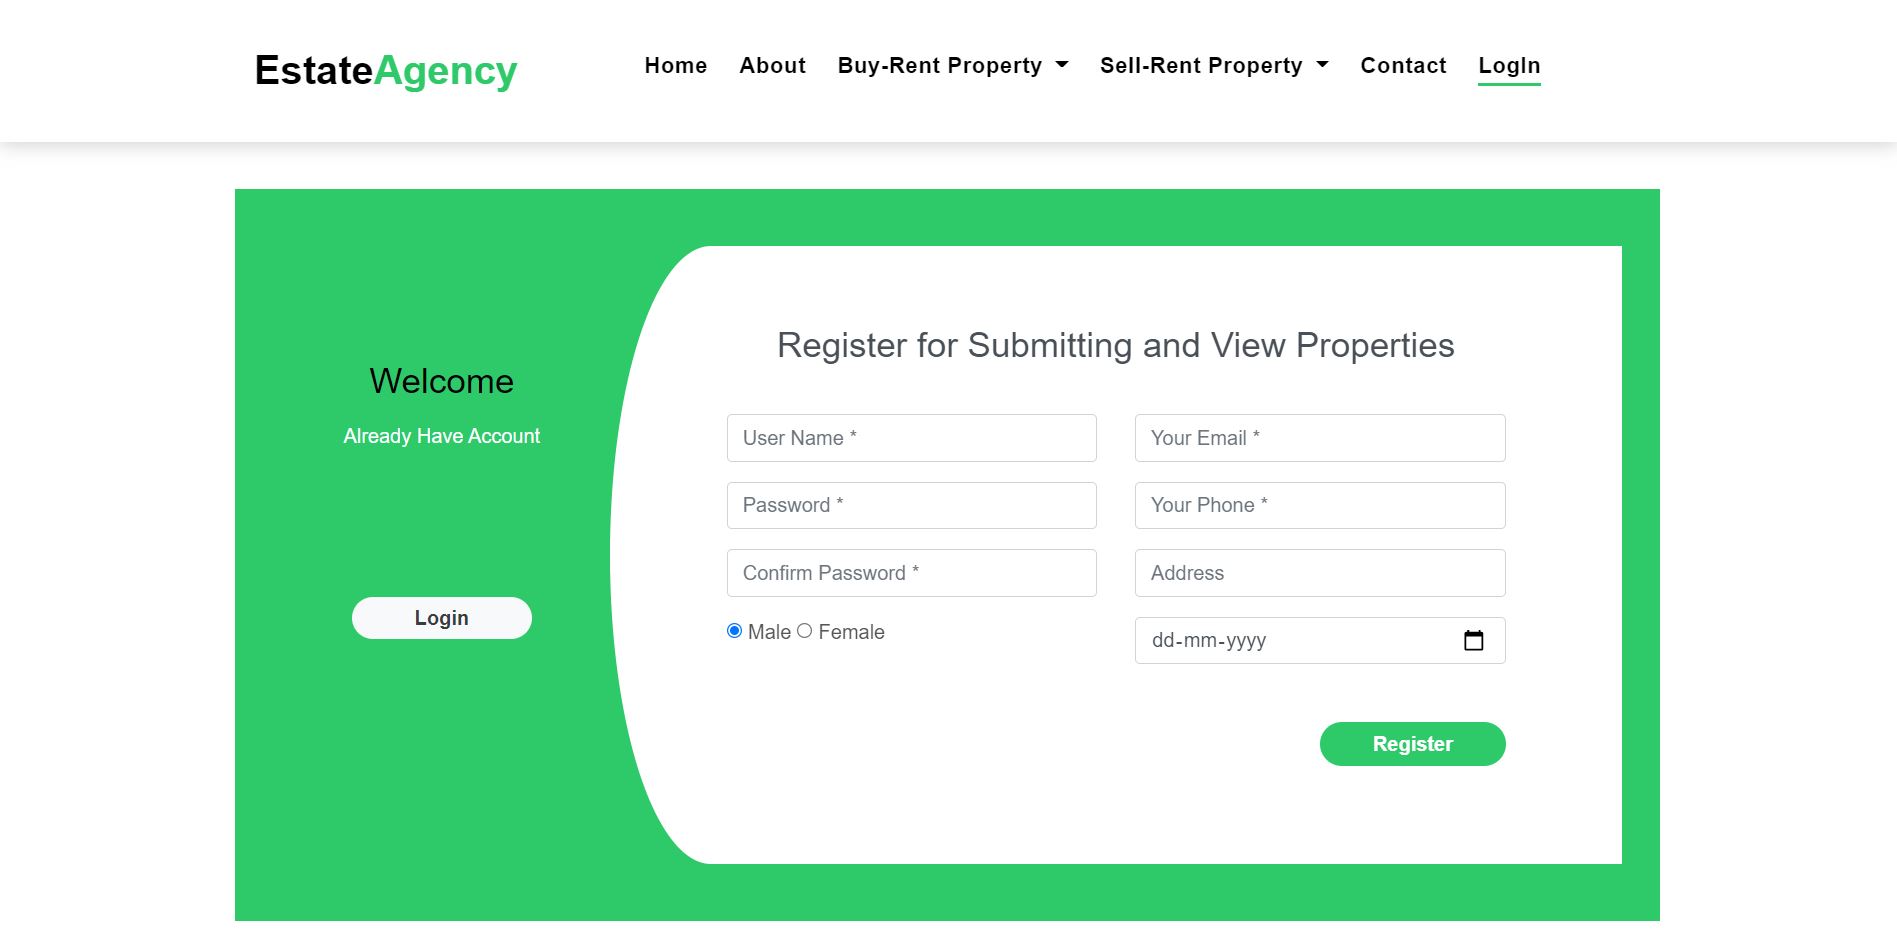 EstateAgency
Home About Buy-Rent Property Sell-Rent Property Contact LogIn
Welcome
Already Have Account
Login
Register for Submitting and View Properties
User Name * Your Email *
Password * Your Phone *
Confirm Password * Address
Male Female dd-mm-yyyy
Register